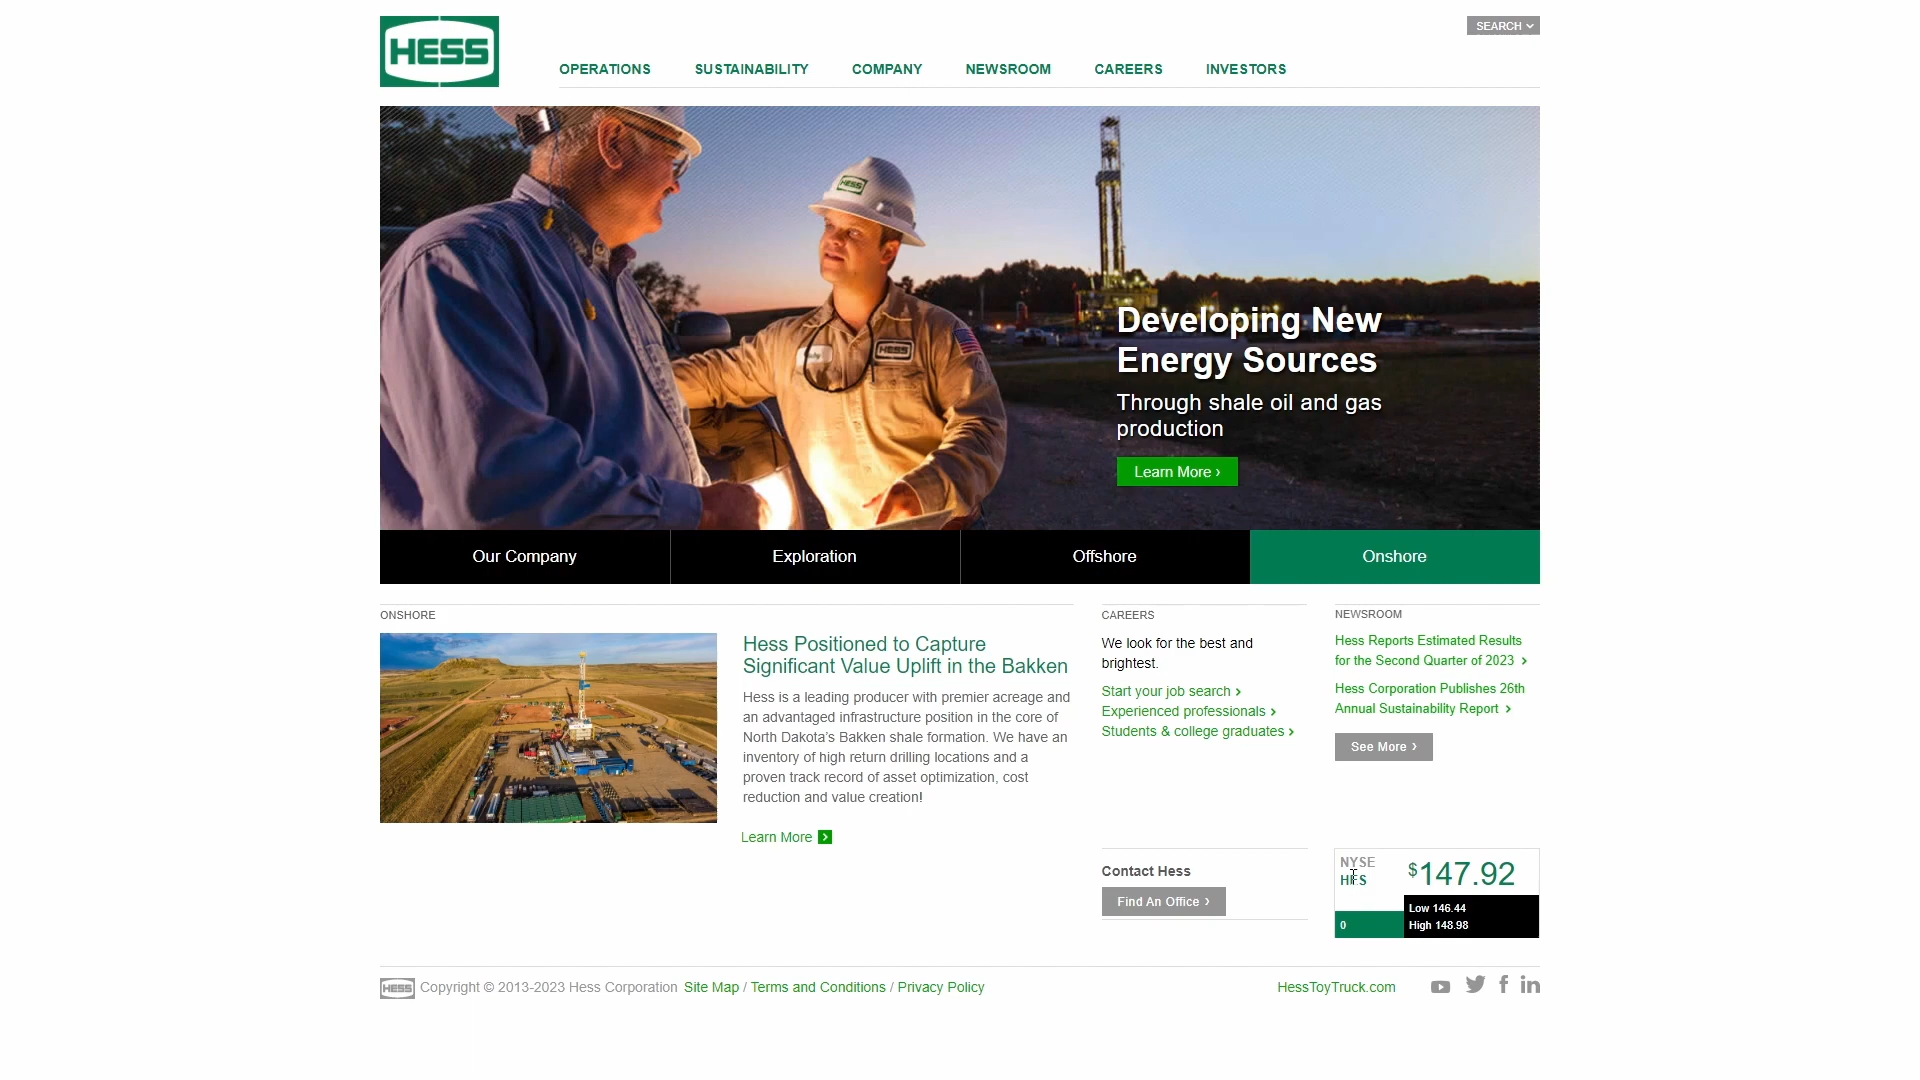 HESS
SEARCH
OPERATIONS
SUSTAINABILITY
COMPANY
NEWSROOM
CAREERS
INVESTORS
HESS
HESS
Developing New
Energy Sources
Through shale oil and gas
production
Learn More ›
Our Company
Exploration
Offshore
Onshore
ONSHORE
Hess Positioned to Capture
Significant Value Uplift in the Bakken
Hess is a leading producer with premier acreage and
an advantaged infrastructure position in the core of
North Dakota's Bakken shale formation. We have an
inventory of high return drilling locations and a
proven track record of asset optimization, cost
reduction and value creation!
Learn More
CAREERS
We look for the best and
brightest.
Start your job search ›
Experienced professionals ›
Students & college graduates ›
Contact Hess
Find An Office ›
NEWSROOM
Hess Reports Estimated Results
for the Second Quarter of 2023 ›
Hess Corporation Publishes 26th
Annual Sustainability Report ›
See More ›
NYSE
HES
$147.92
0
Low 146.44
High 148.98
HESS
Copyright © 2013-2023 Hess Corporation Site Map / Terms and Conditions / Privacy Policy
HessToyTruck.com